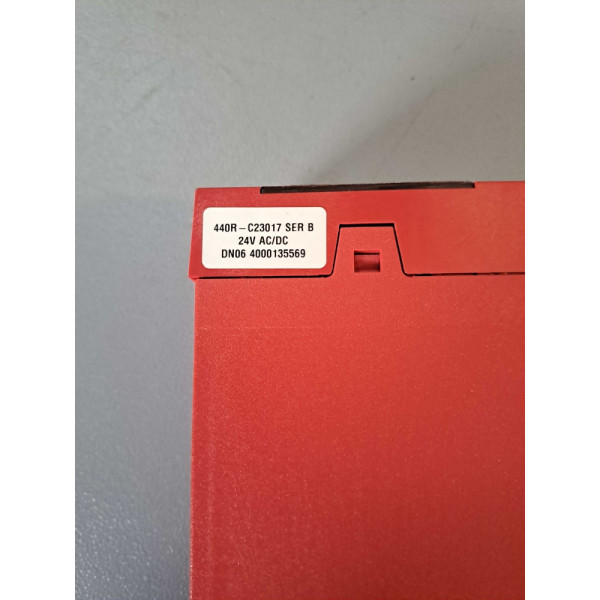 440R-C23017 SER B
24V AC/DC
DN06 4000135569